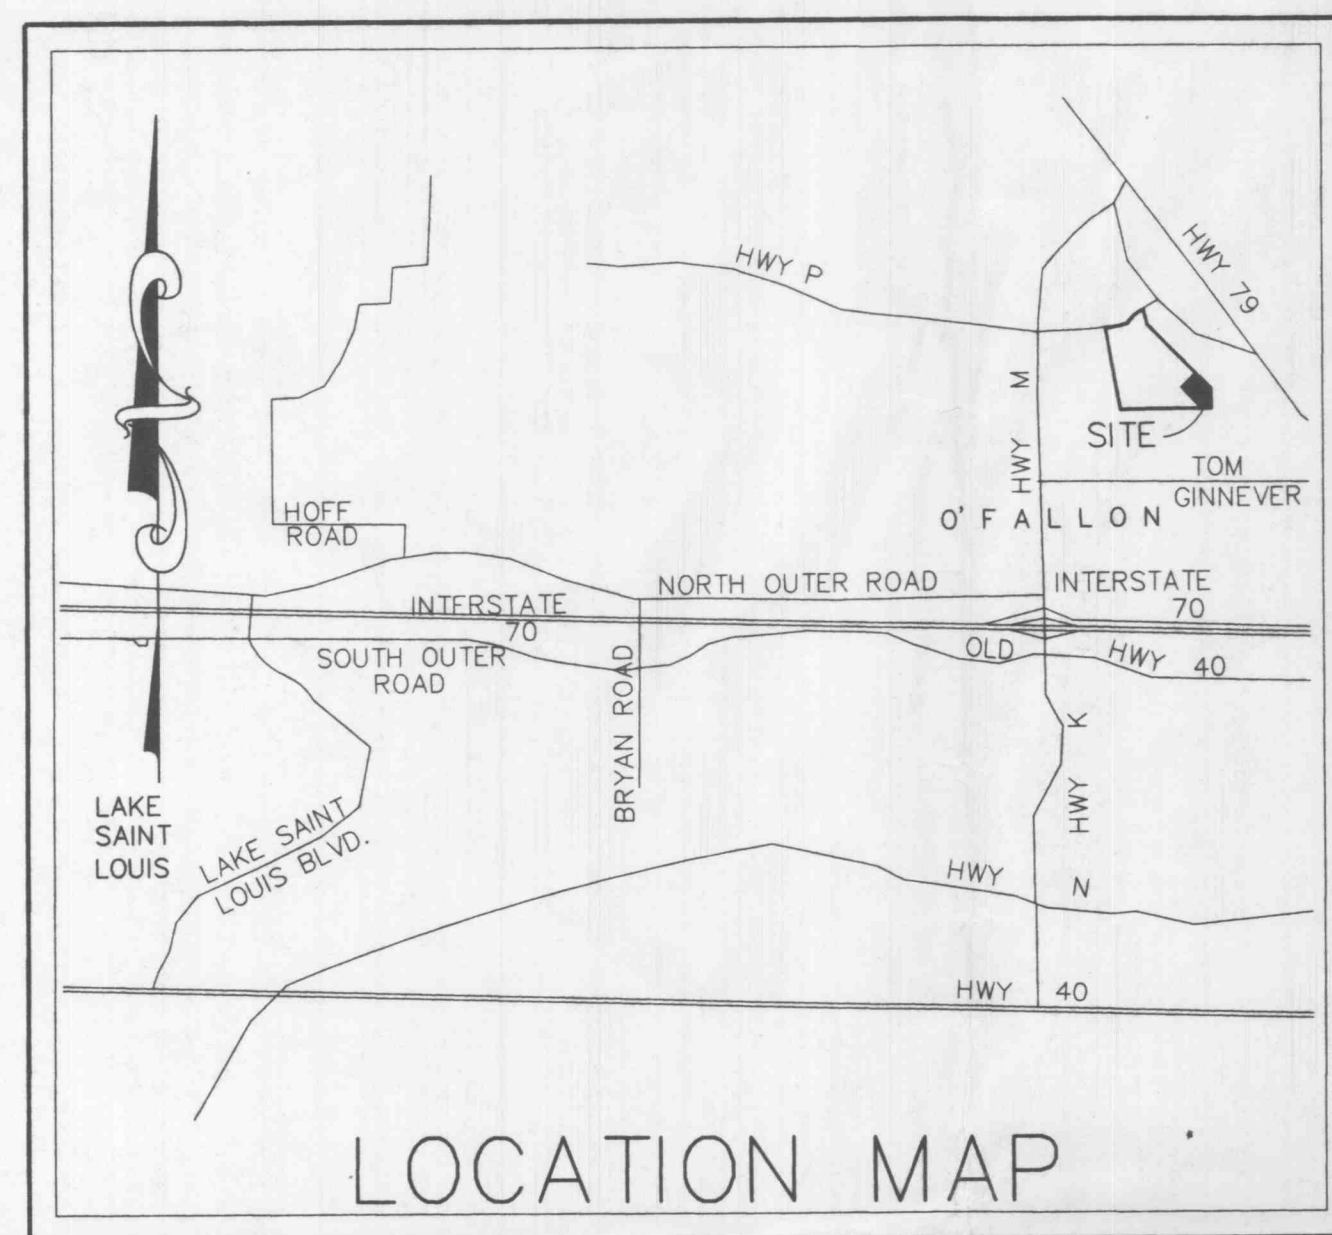 HWY P
HWY 79
HWY M
SITE
TOM
GINNEVER
O'FALLON
HOFF
ROAD
NORTH OUTER ROAD
INTERSTATE
70
INTERSTATE
70
SOUTH OUTER
ROAD
OLD HWY 40
BRYAN ROAD
HWY K
LAKE
SAINT
LOUIS
LAKE SAINT
LOUIS BLVD.
HWY N
HWY 40
LOCATION MAP